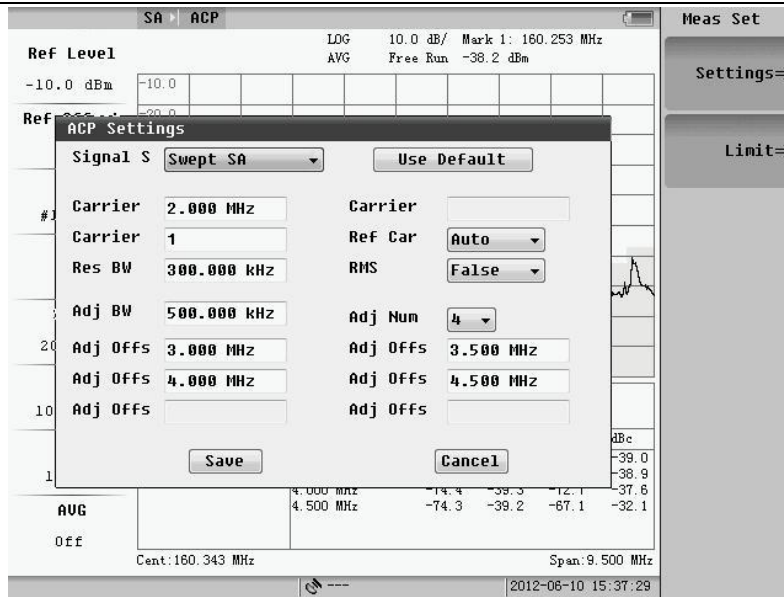 SA ACP
Meas Set
LOG 10.0 dB/ Mark 1: 160.253 MHz
Ref Level AVG Free Run -38.2 dBm
-10.0 dBm -10.0
Settings=
Ref
ACP Settings
Signal S Swept SA Use Default
Limit=
Carrier 2.000 MHz Carrier
Carrier 1 Ref Car Auto
Res BW 300.000 kHz RMS False
Adj BW 500.000 kHz Adj Num 4
Adj Offs 3.000 MHz Adj Offs 3.500 MHz
Adj Offs 4.000 MHz Adj Offs 4.500 MHz
Adj Offs Adj Offs
Save Cancel
dBc
-39.0
-38.9
4.000 MHz -74.4 -39.3 -72.1 -37.6
AVG 4.500 MHz -74.3 -39.2 -67.1 -32.1
Off
Cent:160.343 MHz Span:9.500 MHz
--- 2012-06-10 15:37:29